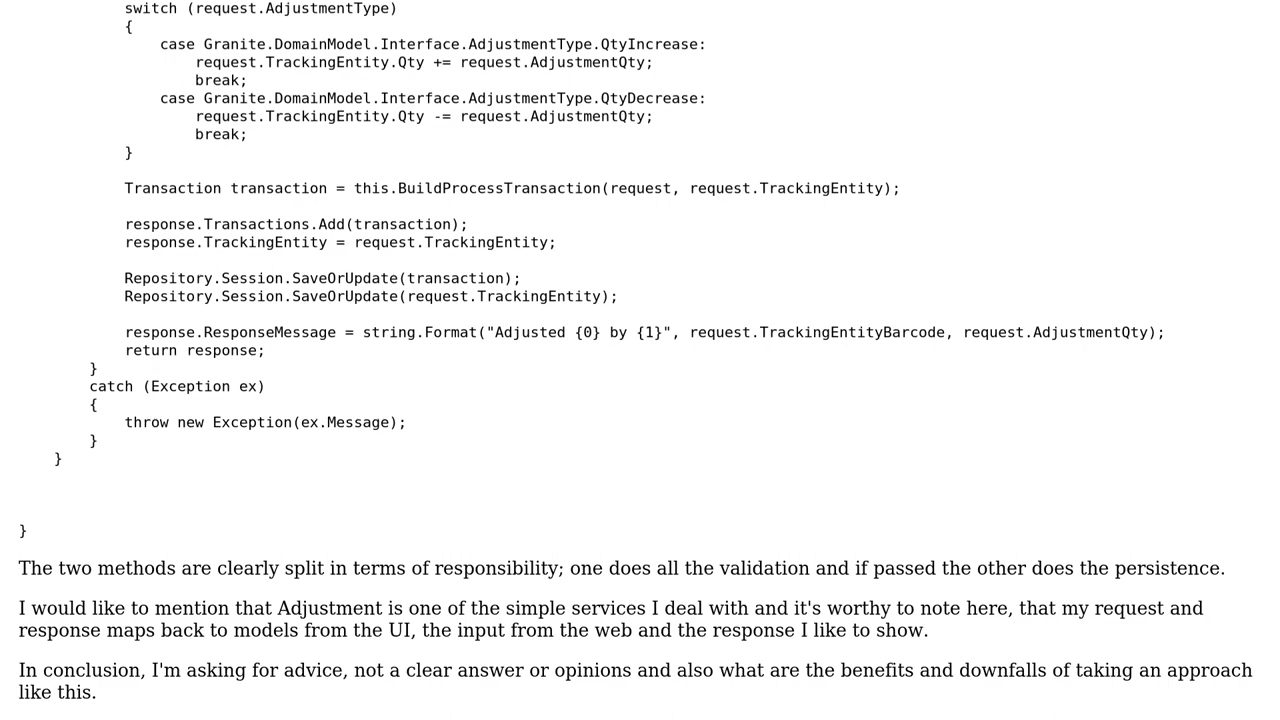 switch (request.AdjustmentType)
{
case Granite.DomainModel.Interface.AdjustmentType.QtyIncrease:
request.TrackingEntity.Qty += request.AdjustmentQty;
break;
case Granite.DomainModel.Interface.AdjustmentType.QtyDecrease:
request.TrackingEntity.Qty -= request.AdjustmentQty;
break;
}
Transaction transaction = this.BuildProcessTransaction(request, request.TrackingEntity);
response.Transactions.Add(transaction);
response.TrackingEntity = request.TrackingEntity;
Repository.Session.SaveOrUpdate(transaction);
Repository.Session.SaveOrUpdate(request.TrackingEntity);
response.ResponseMessage = string.Format("Adjusted {0} by {1}", request.TrackingEntityBarcode, request.AdjustmentQty);
return response;
}
catch (Exception ex)
{
throw new Exception(ex.Message);
}
}
}
The two methods are clearly split in terms of responsibility; one does all the validation and if passed the other does the persistence.
I would like to mention that Adjustment is one of the simple services I deal with and it's worthy to note here, that my request and
response maps back to models from the UI, the input from the web and the response I like to show.
In conclusion, I'm asking for advice, not a clear answer or opinions and also what are the benefits and downfalls of taking an approach
like this.